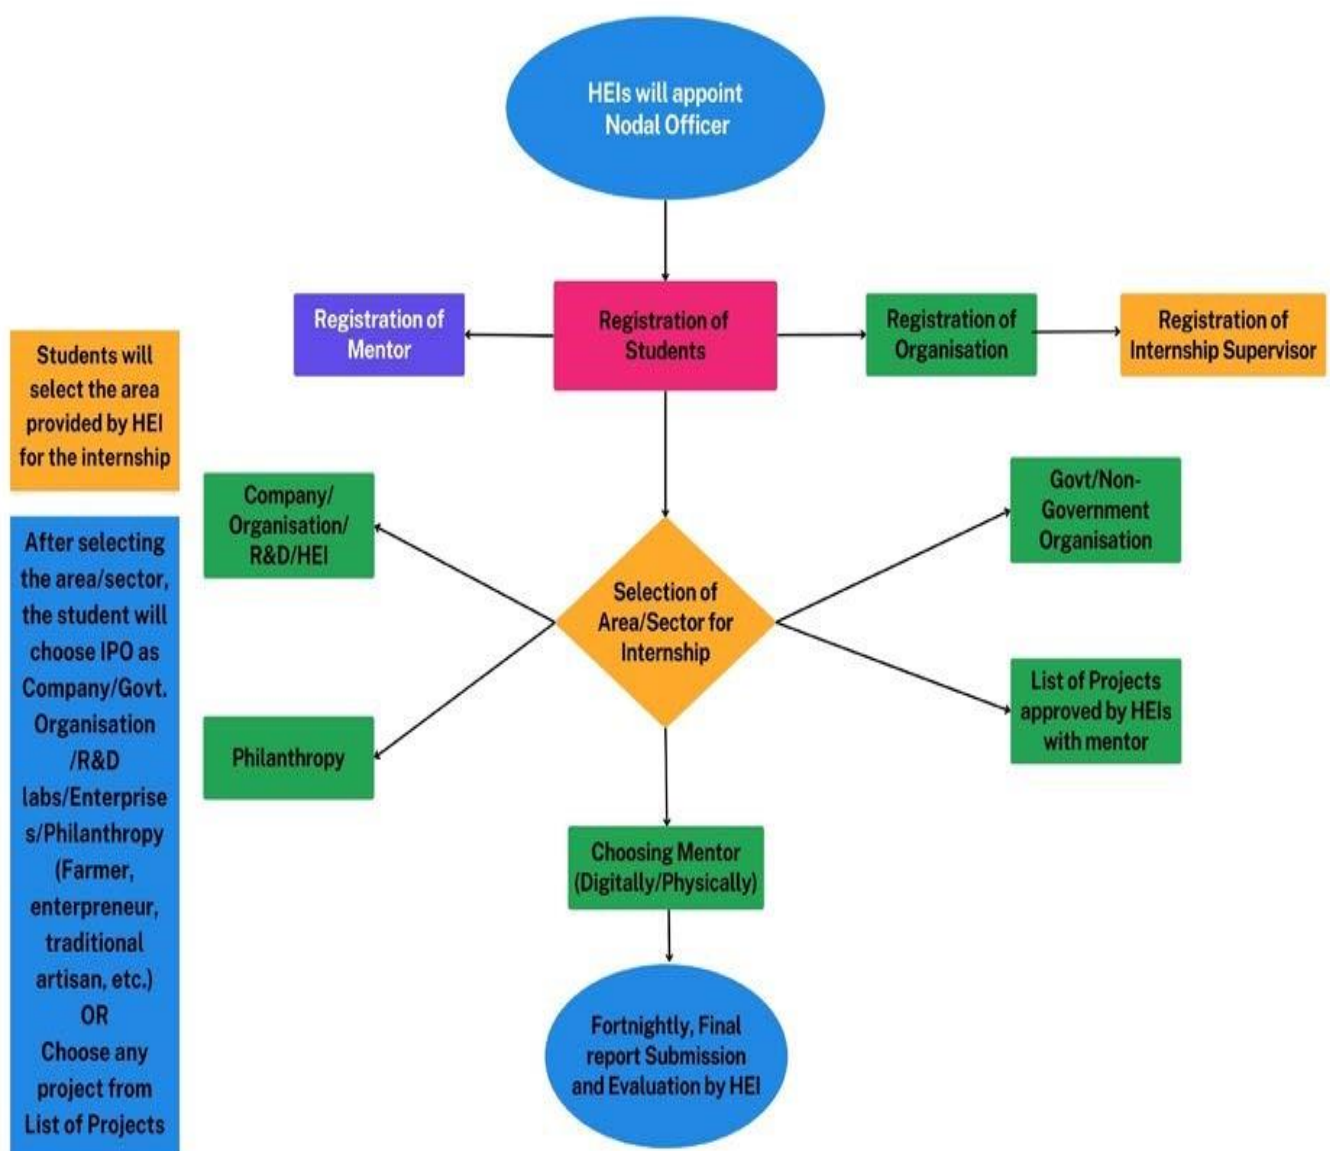 HEIs will appoint
Nodal Officer
Registration of
Mentor
Registration of
Students
Registration of
Organisation
Registration of
Internship Supervisor
Students will
select the area
provided by HEI
for the internship
Company/
Organisation/
R&D/HEI
Govt/Non-
Government
Organisation
After selecting
the area/sector,
the student will
choose IPO as
Company/Govt.
Organisation
/R&D
labs/Enterprise
s/Philanthropy
(Farmer,
enterpreneur,
traditional
artisan, etc.)
OR
Choose any
project from
List of Projects
Selection of
Area/Sector for
Internship
Philanthropy
List of Projects
approved by HEIs
with mentor
Choosing Mentor
(Digitally/Physically)
Fortnightly, Final
report Submission
and Evaluation by HEI